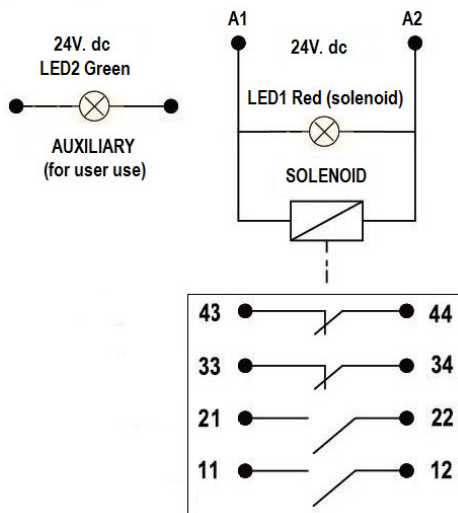 A1 A2
24V. dc
LED2 Green
AUXILIARY
(for user use)
24V. dc
LED1 Red (solenoid)
SOLENOID
43 44
33 34
21 22
11 12